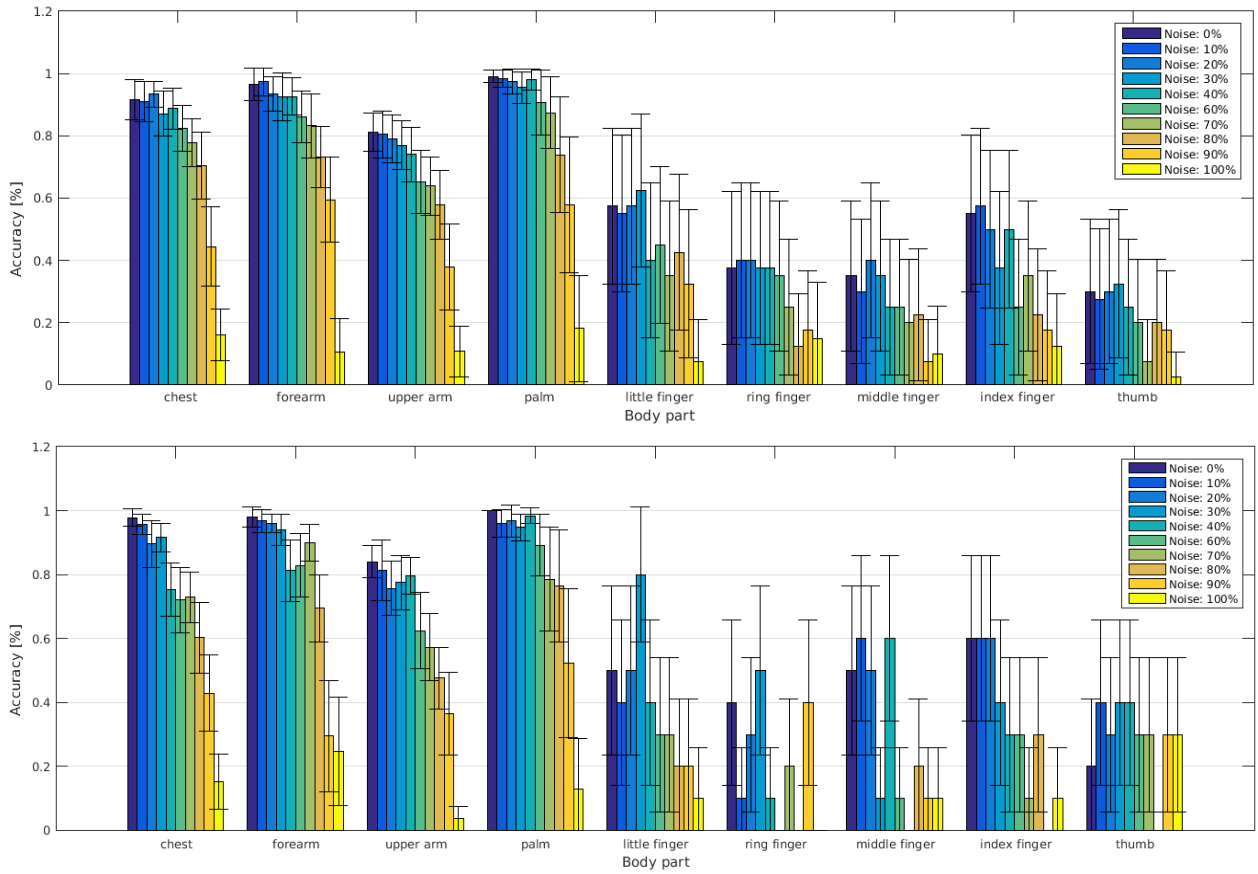 1.2
1
0.8
0.6
0.4
0.2
0
Accuracy [%]
Noise: 0%
Noise: 10%
Noise: 20%
Noise: 30%
Noise: 40%
Noise: 60%
Noise: 70%
Noise: 80%
Noise: 90%
Noise: 100%
chest forearm upper arm palm little finger ring finger middle finger index finger thumb
Body part
1.2
1
0.8
0.6
0.4
0.2
0
Accuracy [%]
Noise: 0%
Noise: 10%
Noise: 20%
Noise: 30%
Noise: 40%
Noise: 60%
Noise: 70%
Noise: 80%
Noise: 90%
Noise: 100%
chest forearm upper arm palm little finger ring finger middle finger index finger thumb
Body part